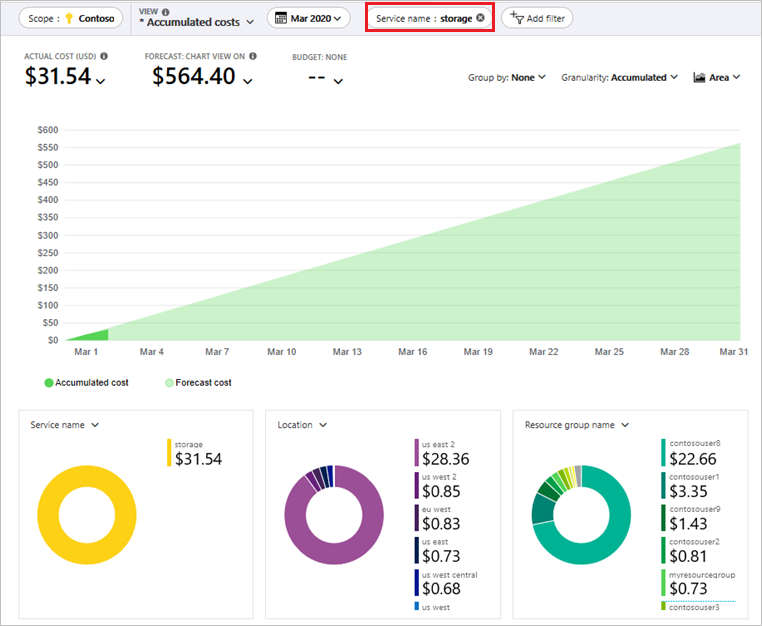 Scope : Contoso
VIEW
* Accumulated costs
Mar 2020
Service name : storage
Add filter
ACTUAL COST (USD)
$31.54
FORECAST: CHART VIEW ON
$564.40
BUDGET: NONE
--
Group by: None
Granularity: Accumulated
Area
$600
$550
$500
$450
$400
$350
$300
$250
$200
$150
$100
$50
$0
Mar 1 Mar 4 Mar 7 Mar 10 Mar 13 Mar 16 Mar 19 Mar 22 Mar 25 Mar 28 Mar 31
Accumulated cost Forecast cost
Service name
storage
$31.54
Location
us east 2
$28.36
us west 2
$0.85
eu west
$0.83
us east
$0.73
us west central
$0.68
us west
Resource group name
contosouser8
$22.66
contosouser1
$3.35
contosouser9
$1.43
contosouser2
$0.81
myresourcegroup
$0.73
contosouser3